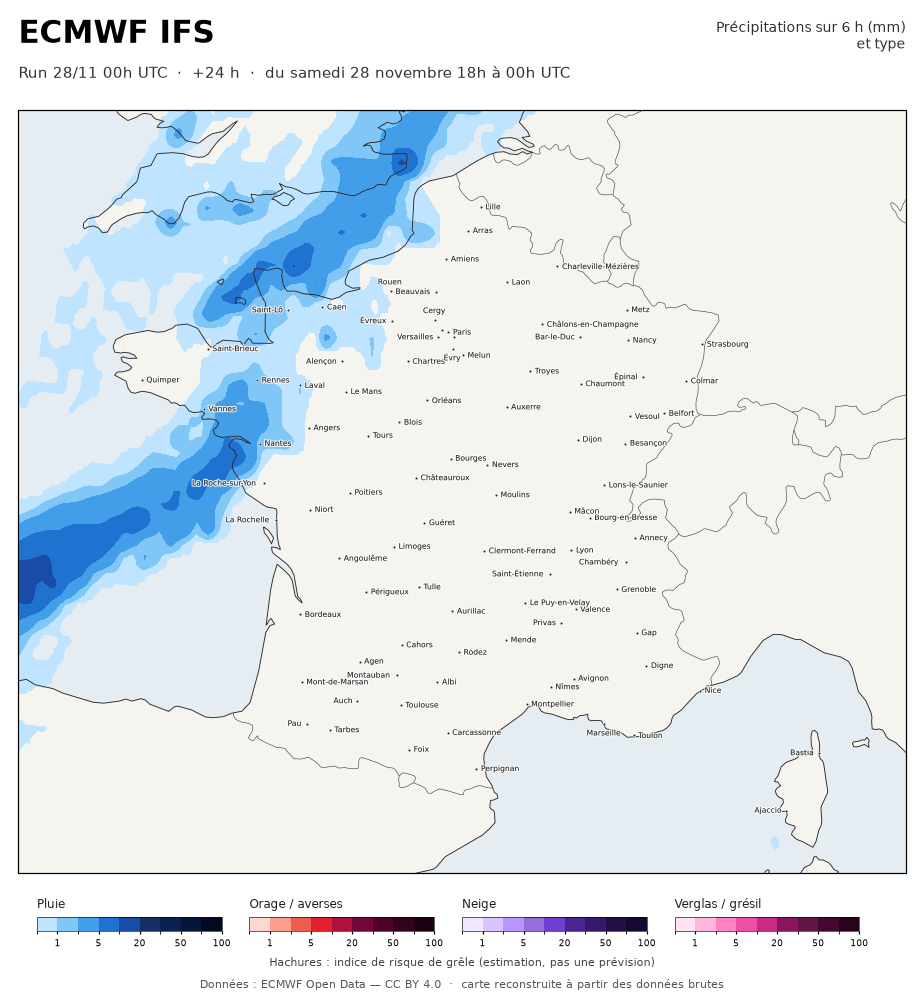 ECMWF IFS
Précipitations sur 6 h (mm)
et type
Run 28/11 00h UTC · +24 h · du samedi 28 novembre 18h à 00h UTC
Lille
Arras
Amiens
Charleville-Mézières
Laon
Rouen
Beauvais
Saint-Lô
Caen
Cergy
Metz
Évreux
Châlons-en-Champagne
Versailles
Paris
Bar-le-Duc
Nancy
Strasbourg
Saint-Brieuc
Alençon
Chartres
Évry
Melun
Troyes
Épinal
Quimper
Rennes
Laval
Chaumont
Colmar
Le Mans
Orléans
Auxerre
Vannes
Vesoul
Belfort
Blois
Angers
Tours
Dijon
Besançon
Nantes
Bourges
Nevers
La Roche-sur-Yon
Châteauroux
Lons-le-Saunier
Poitiers
Moulins
Niort
Mâcon
Bourg-en-Bresse
La Rochelle
Guéret
Annecy
Limoges
Clermont-Ferrand
Lyon
Angoulême
Chambéry
Saint-Étienne
Tulle
Grenoble
Périgueux
Le Puy-en-Velay
Valence
Aurillac
Bordeaux
Privas
Gap
Mende
Cahors
Rodez
Agen
Digne
Montauban
Mont-de-Marsan
Albi
Avignon
Nîmes
Nice
Auch
Toulouse
Montpellier
Pau
Tarbes
Carcassonne
Marseille
Toulon
Foix
Bastia
Perpignan
Ajaccio
Pluie
Orage / averses
Neige
Verglas / grésil
1 5 20 50 100
1 5 20 50 100
1 5 20 50 100
1 5 20 50 100
Hachures : indice de risque de grêle (estimation, pas une prévision)
Données : ECMWF Open Data — CC BY 4.0 · carte reconstruite à partir des données brutes